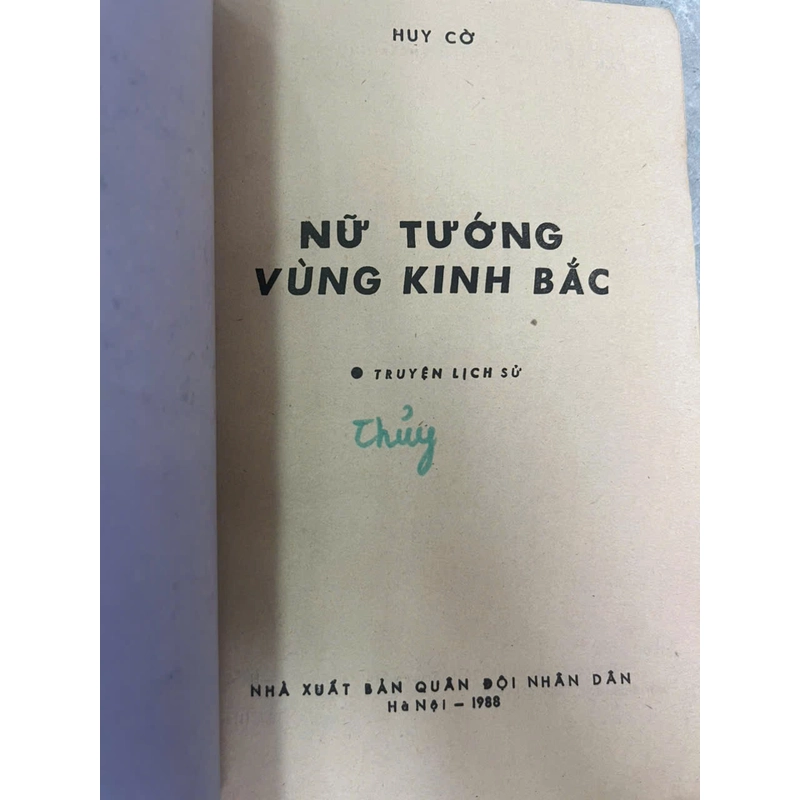 HUY CỜ
NỮ TƯỚNG
VÙNG KINH BẮC
● TRUYỆN LỊCH SỬ
Thủy
NHÀ XUẤT BẢN QUÂN ĐỘI NHÂN DÂN
Hà Nội – 1988